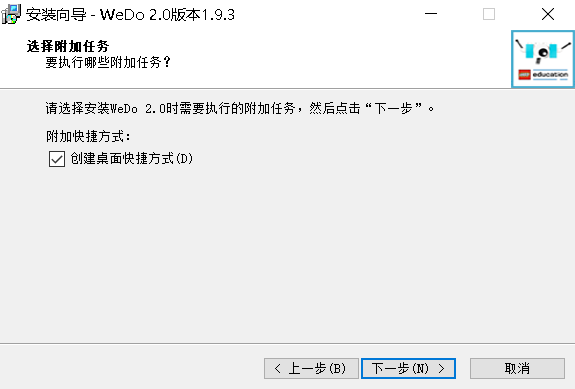 安装向导 - WeDo 2.0版本1.9.3
选择附加任务
要执行哪些附加任务？
education
请选择安装WeDo 2.0时需要执行的附加任务，然后点击“下一步”。
附加快捷方式：
创建桌面快捷方式(D)
< 上一步(B)
下一步(N) >
取消